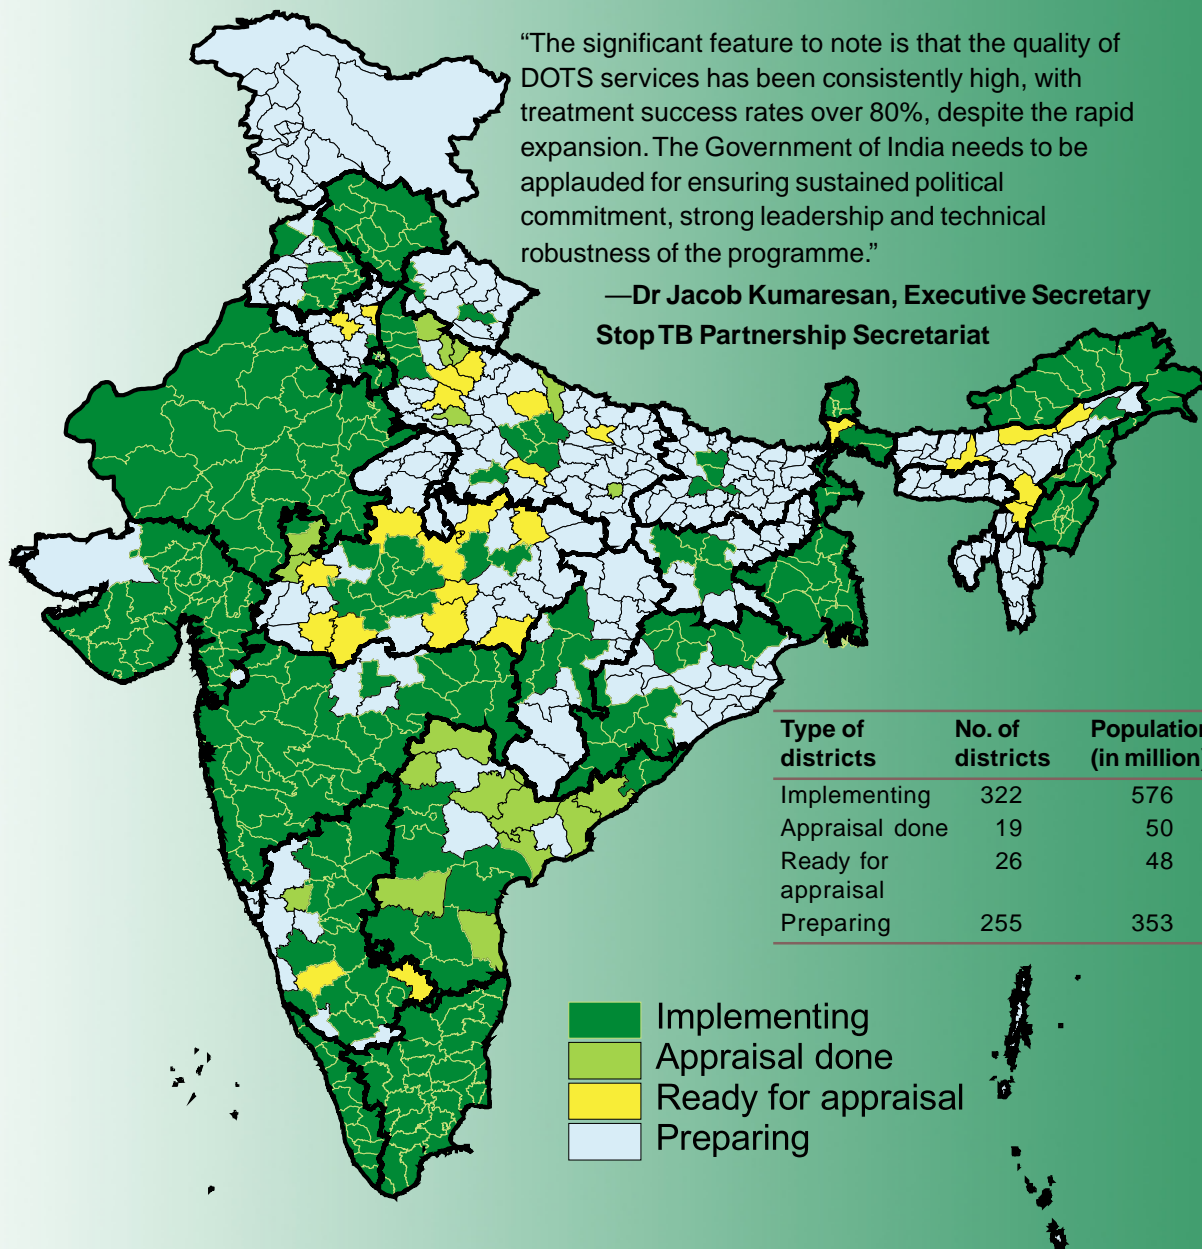 “The significant feature to note is that the quality of
DOTS services has been consistently high, with
treatment success rates over 80%, despite the rapid
expansion. The Government of India needs to be
applauded for ensuring sustained political
commitment, strong leadership and technical
robustness of the programme.”
—Dr Jacob Kumaresan, Executive Secretary
Stop TB Partnership Secretariat
Type of No. of Population
districts districts (in million)
Implementing 322 576
Appraisal done 19 50
Ready for 26 48
appraisal
Preparing 255 353
Implementing
Appraisal done
Ready for appraisal
Preparing